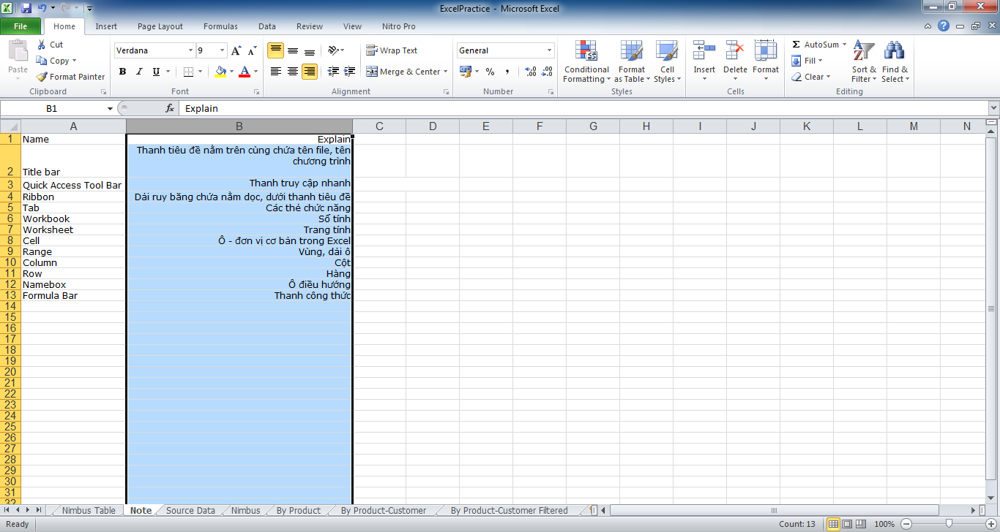 ExcelPractice - Microsoft Excel
File Home Insert Page Layout Formulas Data Review View Nitro Pro
Paste
Cut
Copy
Format Painter
Clipboard
Verdana 9
B I U
Font
Wrap Text
Merge & Center
Alignment
General
% ,
Number
Conditional Formatting
Format as Table
Cell Styles
Styles
Insert Delete Format
Cells
Σ AutoSum
Fill
Clear
Sort & Filter
Find & Select
Editing
B1 fx Explain
A B C D E F G H I J K L M N
1 Name Explain
2 Title bar Thanh tiêu đề nằm trên cùng chứa tên file, tên
chương trình
3 Quick Access Tool Bar Thanh truy cập nhanh
4 Ribbon Dải ruy băng chứa nằm dọc, dưới thanh tiêu đề
5 Tab Các thẻ chức năng
6 Workbook Sổ tính
7 Worksheet Trang tính
8 Cell Ô - đơn vị cơ bản trong Excel
9 Range Vùng, dải ô
10 Column Cột
11 Row Hàng
12 Namebox Ô điều hướng
13 Formula Bar Thanh công thức
14
15
16
17
18
19
20
21
22
23
24
25
26
27
28
29
30
31
32
Nimbus Table Note Source Data Nimbus By Product By Product-Customer By Product-Customer Filtered
Ready Count: 13 100%